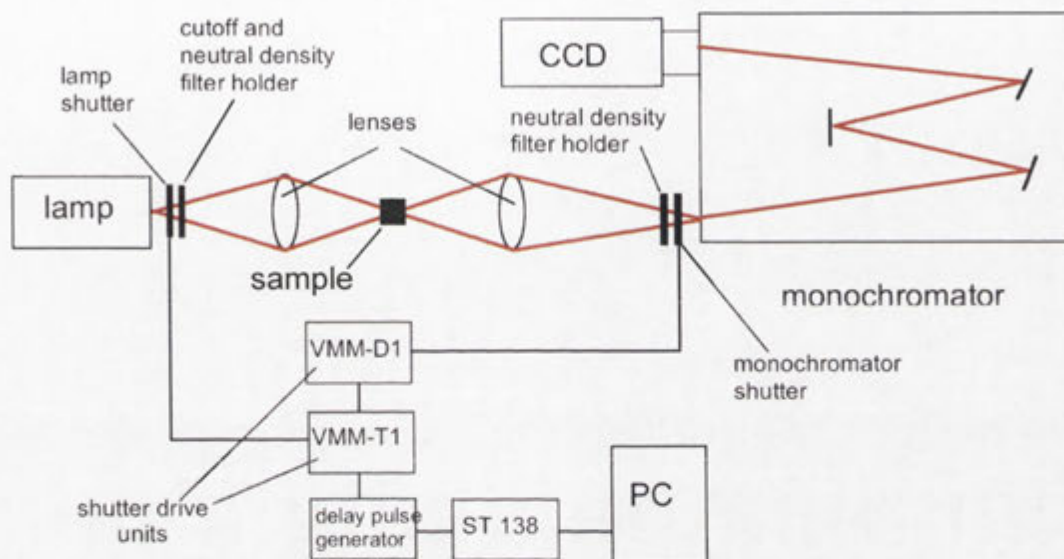 cutoff and
neutral density
filter holder
lamp
shutter
lenses
CCD
neutral density
filter holder
lamp
sample
monochromator
VMM-D1
monochromator
shutter
VMM-T1
shutter drive
units
delay pulse
generator
ST 138
PC